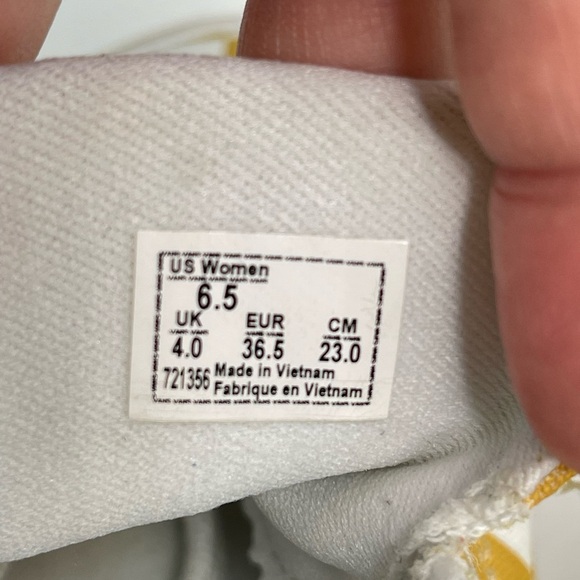 US Women
6.5
UK EUR CM
4.0 36.5 23.0
721356 Made in Vietnam
Fabrique en Vietnam